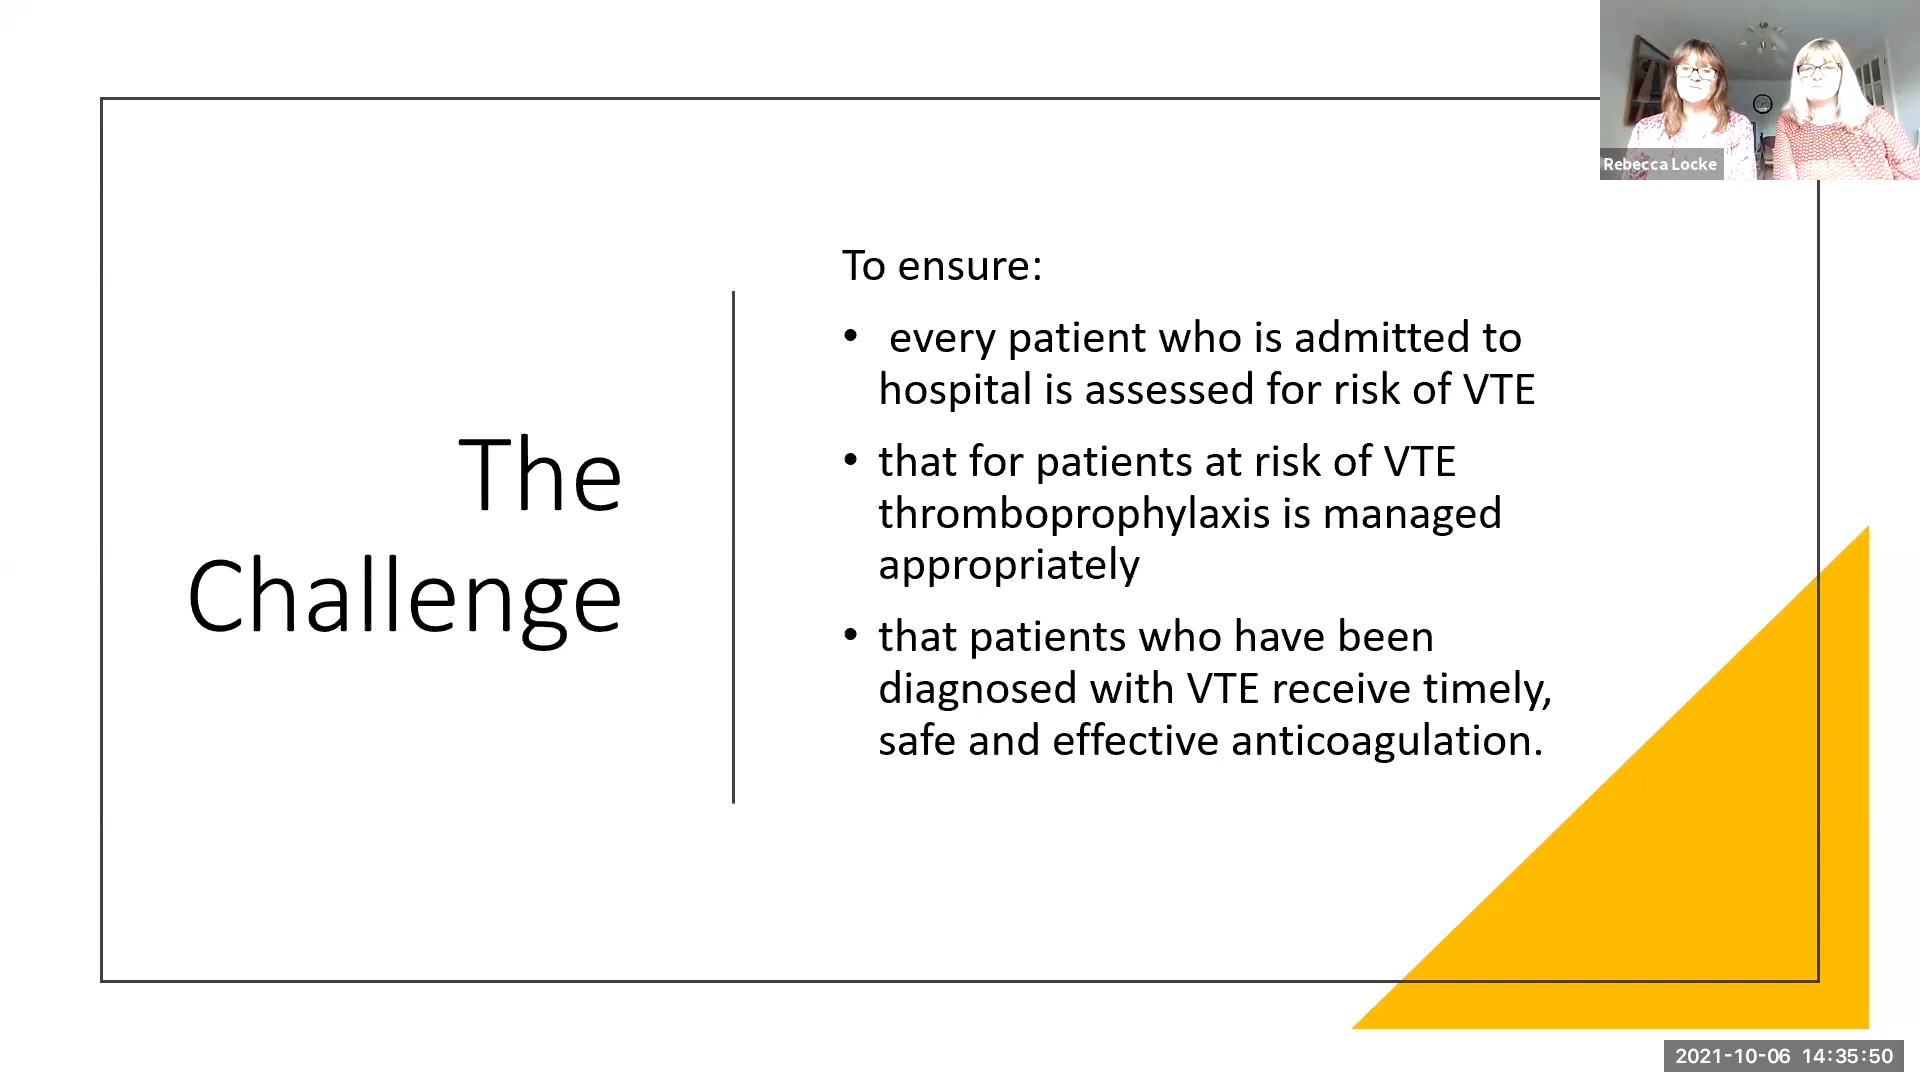 Rebecca Locke
The
Challenge
To ensure:
• every patient who is admitted to
hospital is assessed for risk of VTE
• that for patients at risk of VTE
thromboprophylaxis is managed
appropriately
• that patients who have been
diagnosed with VTE receive timely,
safe and effective anticoagulation.
2021-10-06 14:35:50